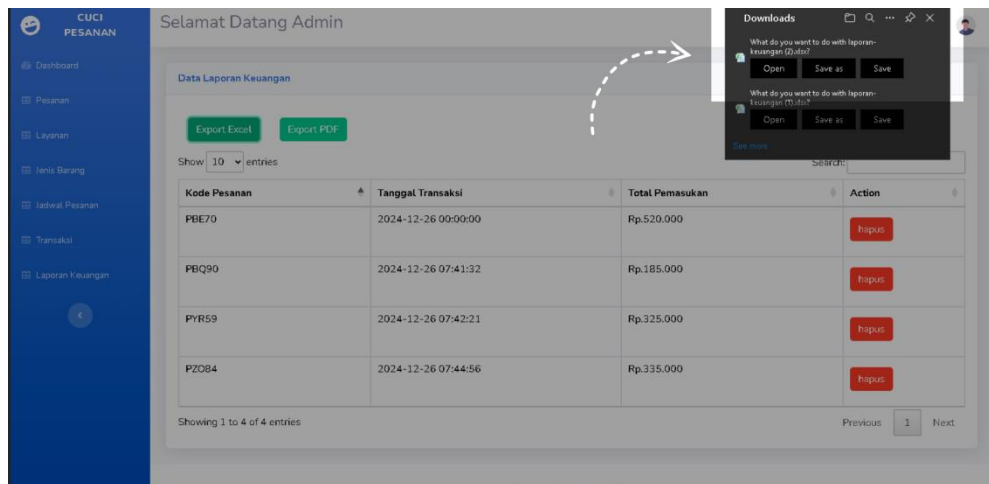 CUCI
PESANAN
Dashboard
Pesanan
Layanan
Jenis Barang
Jadwal Pesanan
Transaksi
Laporan Keuangan
Selamat Datang Admin
Downloads
What do you want to do with laporan-
keuangan (2).xlsx?
Open Save as Save
What do you want to do with laporan-
keuangan (1).xlsx?
Open Save as Save
See more
Data Laporan Keuangan
Export Excel Export PDF
Show 10 entries
Search:
Kode Pesanan Tanggal Transaksi Total Pemasukan Action
PBE70 2024-12-26 00:00:00 Rp.520.000 hapus
PBQ90 2024-12-26 07:41:32 Rp.185.000 hapus
PYR59 2024-12-26 07:42:21 Rp.325.000 hapus
PZO84 2024-12-26 07:44:56 Rp.335.000 hapus
Showing 1 to 4 of 4 entries
Previous 1 Next